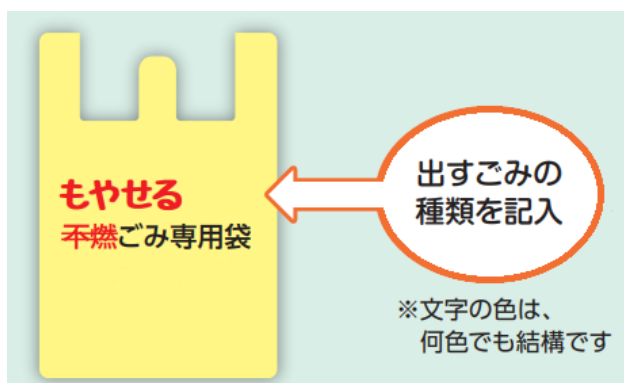 もやせる
不燃ごみ専用袋
出すごみの
種類を記入
※文字の色は、
何色でも結構です